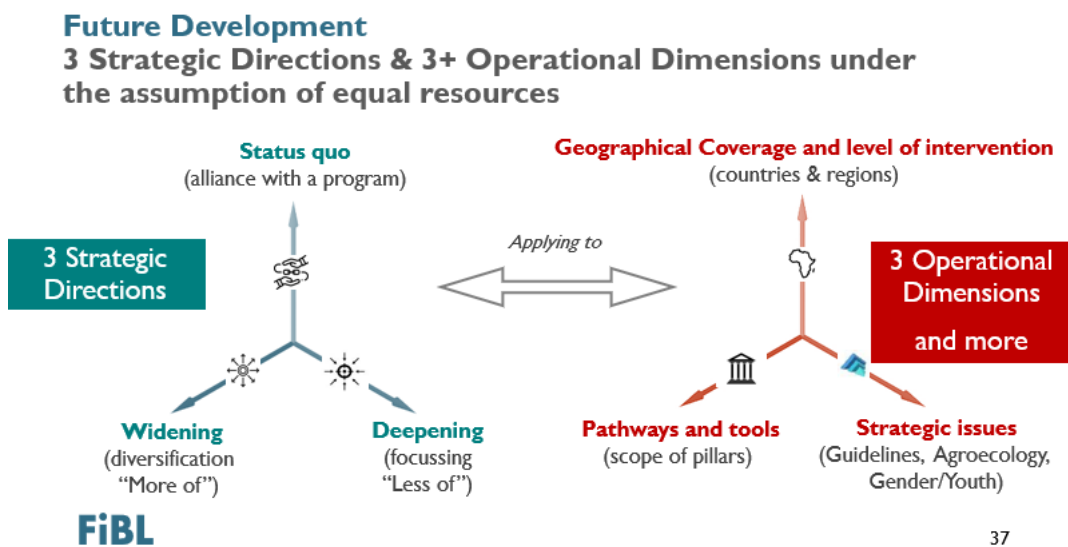 Future Development
3 Strategic Directions & 3+ Operational Dimensions under
the assumption of equal resources
Status quo
(alliance with a program)
3 Strategic
Directions
Widening
(diversification
“More of”)
Deepening
(focussing
“Less of”)
Applying to
Geographical Coverage and level of intervention
(countries & regions)
3 Operational
Dimensions
and more
Pathways and tools
(scope of pillars)
Strategic issues
(Guidelines, Agroecology,
Gender/Youth)
FiBL
37